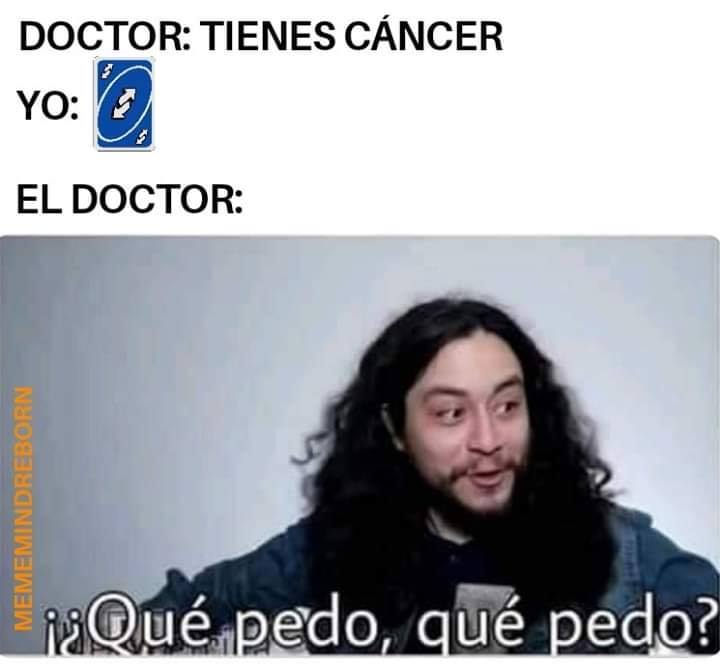 DOCTOR: TIENES CÁNCER
YO:
EL DOCTOR:
MEMEMINDREBORN
¡¿Qué pedo, qué pedo?